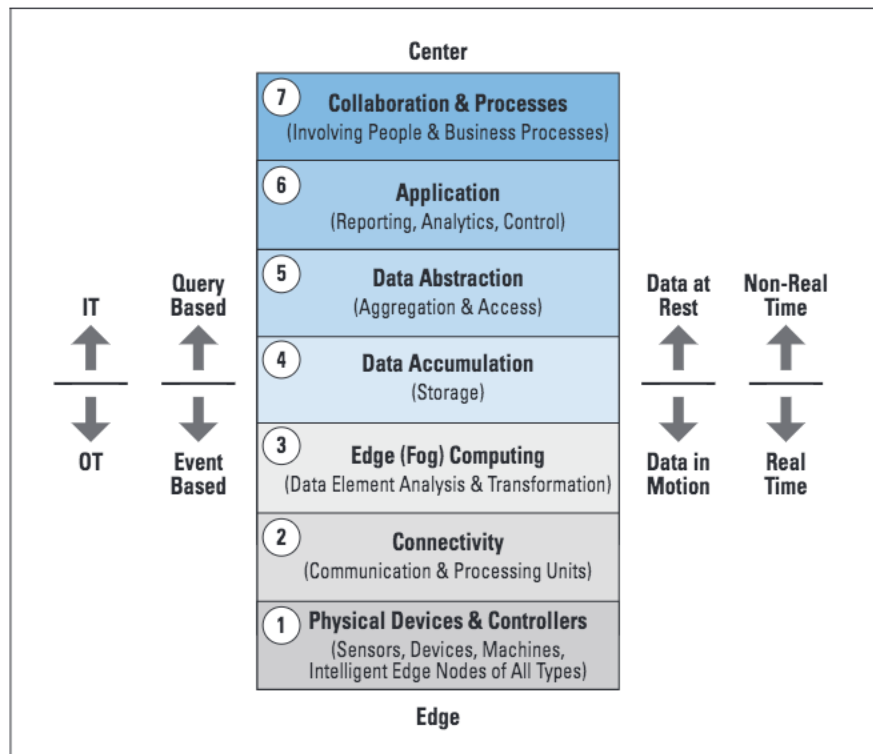 Center
7
Collaboration & Processes
(Involving People & Business Processes)
6
Application
(Reporting, Analytics, Control)
5
Data Abstraction
(Aggregation & Access)
4
Data Accumulation
(Storage)
3
Edge (Fog) Computing
(Data Element Analysis & Transformation)
2
Connectivity
(Communication & Processing Units)
1
Physical Devices & Controllers
(Sensors, Devices, Machines,
Intelligent Edge Nodes of All Types)
Edge
IT
OT
Query
Based
Event
Based
Data at
Rest
Data in
Motion
Non-Real
Time
Real
Time